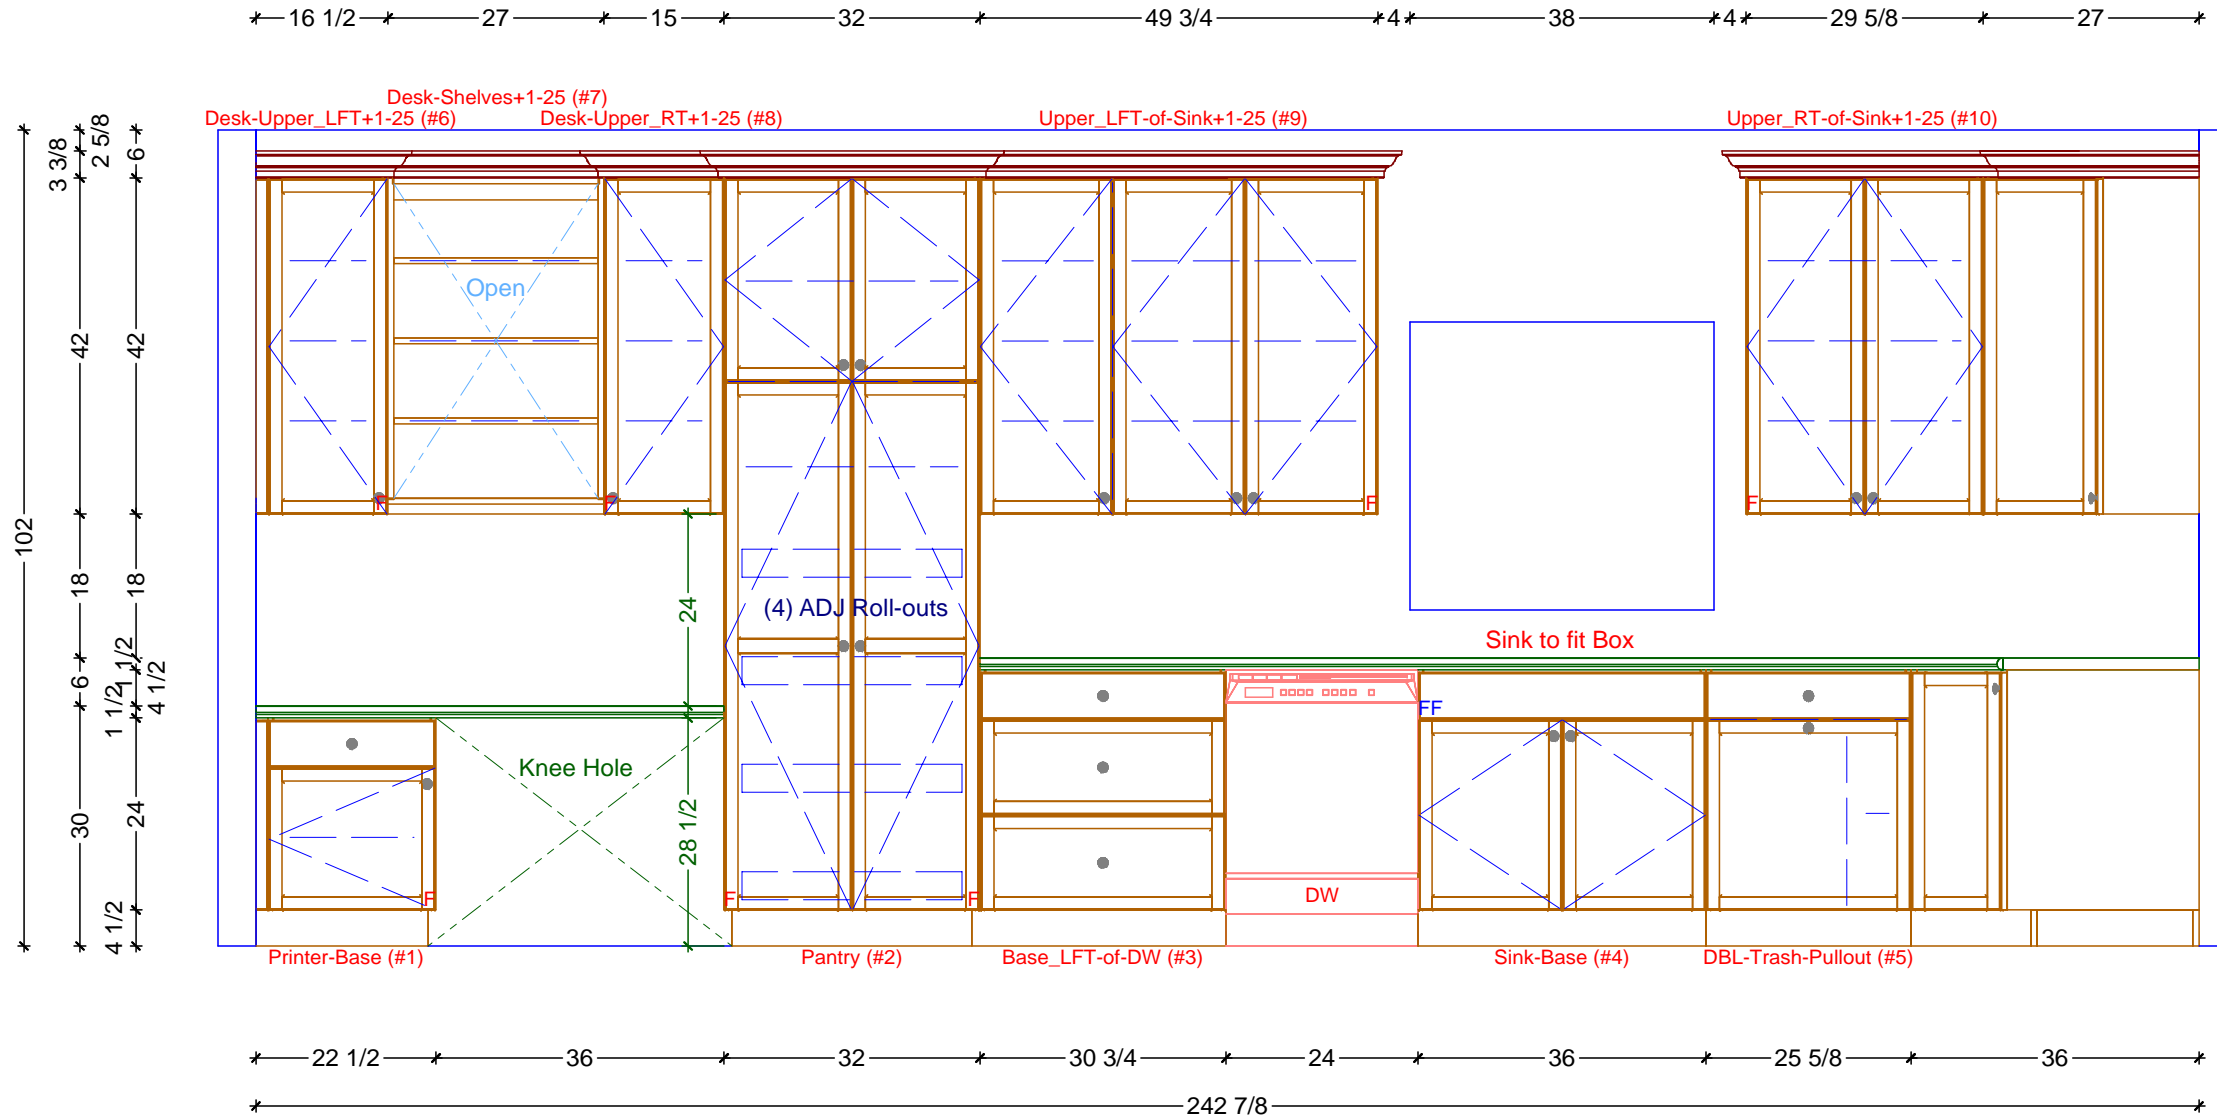 16 1/2 27 15 32 49 3/4 4 38 4 29 5/8 27
Desk-Shelves+1-25 (#7)
Desk-Upper_LFT+1-25 (#6) Desk-Upper_RT+1-25 (#8) Upper_LFT-of-Sink+1-25 (#9) Upper_RT-of-Sink+1-25 (#10)
102
3 3/8
2 5/8
42
18
6
30
6
42
18
1 1/2
4 1/2
1 1/2
24
4 1/2
Open
F F F F
24
(4) ADJ Roll-outs
Sink to fit Box
FF
Knee Hole
28 1/2
F F F
DW
Printer-Base (#1) Pantry (#2) Base_LFT-of-DW (#3) Sink-Base (#4) DBL-Trash-Pullout (#5)
22 1/2 36 32 30 3/4 24 36 25 5/8 36
242 7/8